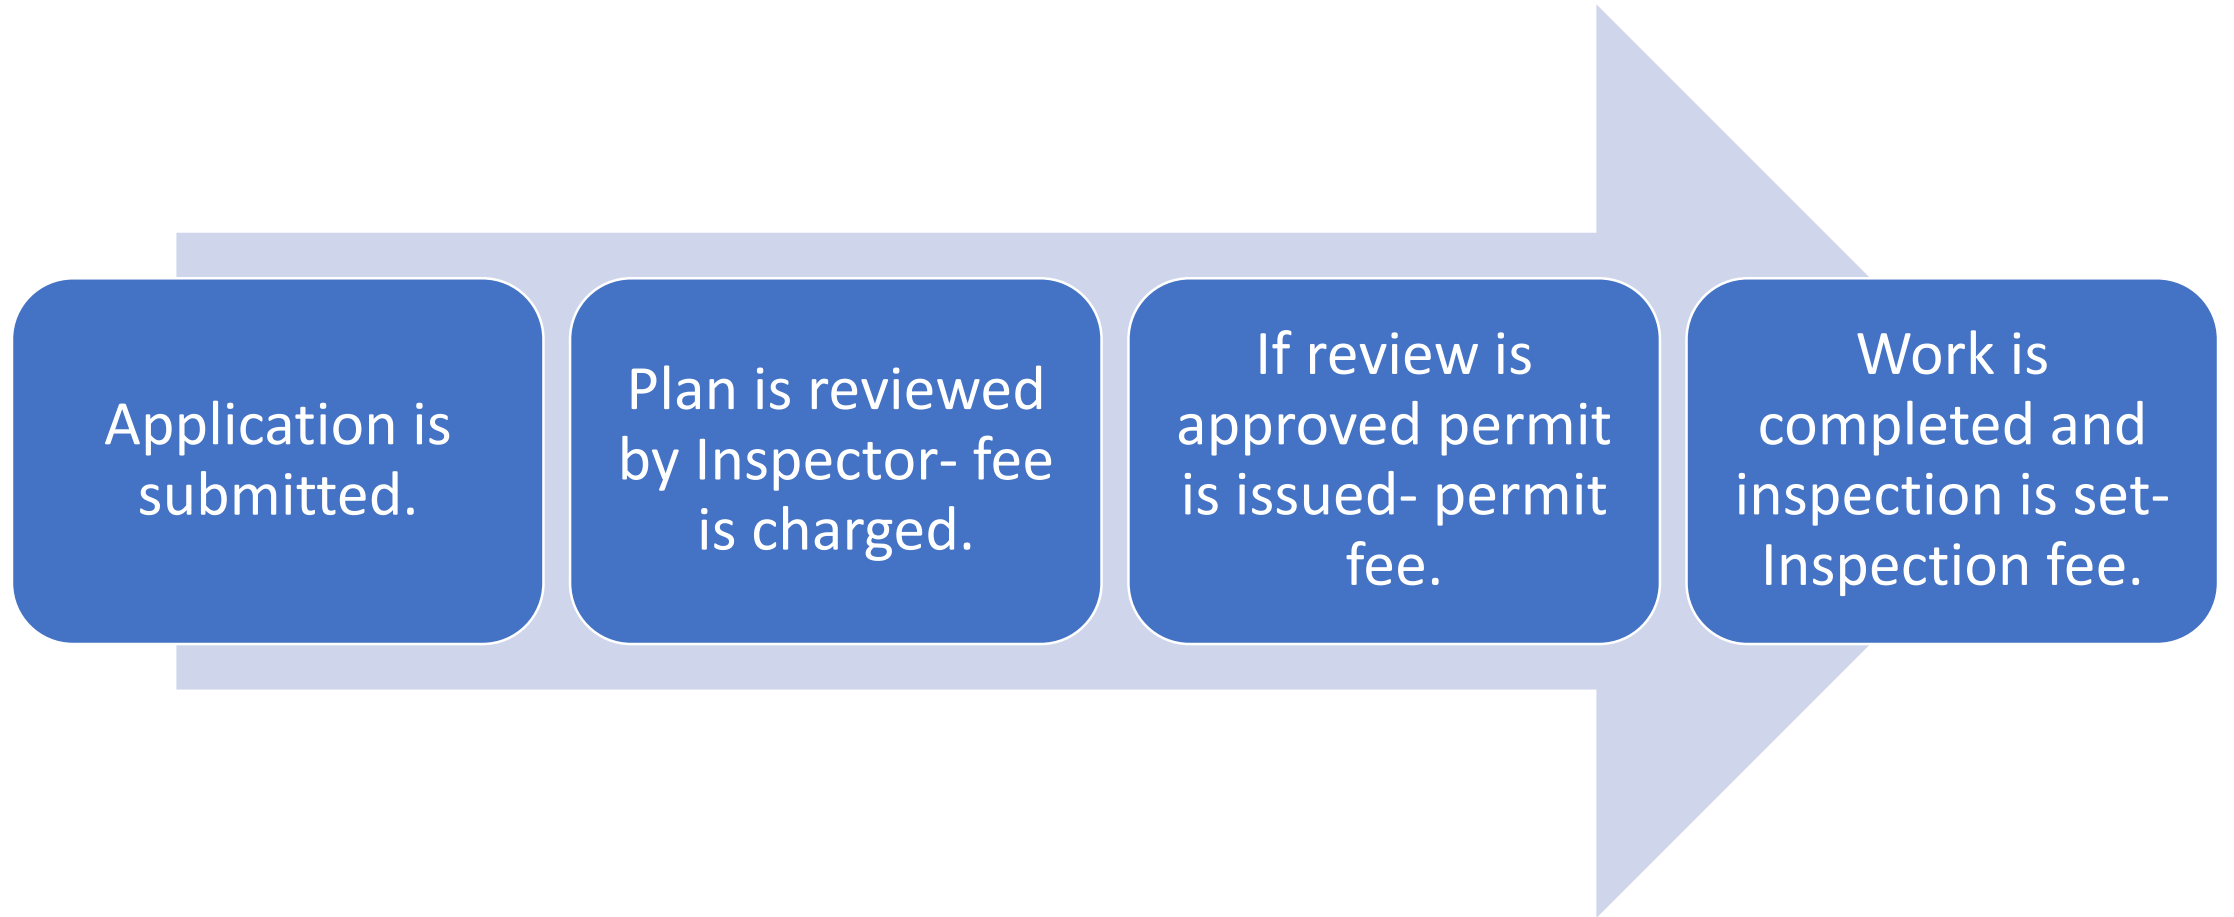 Application is
submitted.
Plan is reviewed
by Inspector- fee
is charged.
If review is
approved permit
is issued- permit
fee.
Work is
completed and
inspection is set-
Inspection fee.